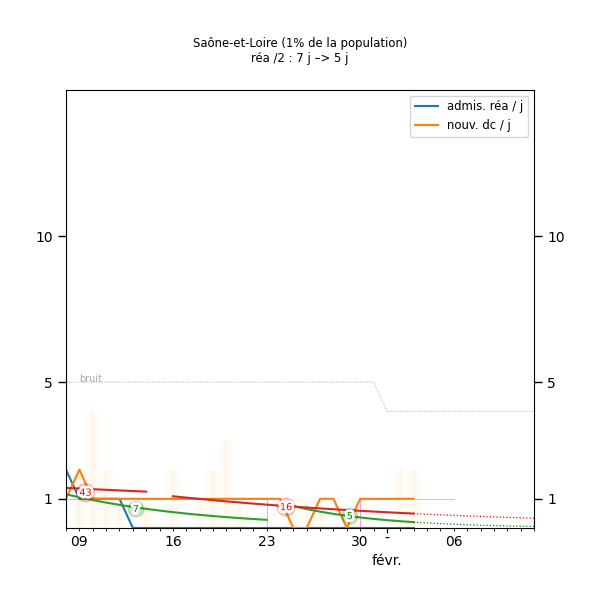 Saône-et-Loire (1% de la population)
réa /2 : 7 j –> 5 j
admis. réa / j
nouv. dc / j
10
10
bruit
5
5
43
16
7
5
1
1
09
16
23
30
-
06
févr.